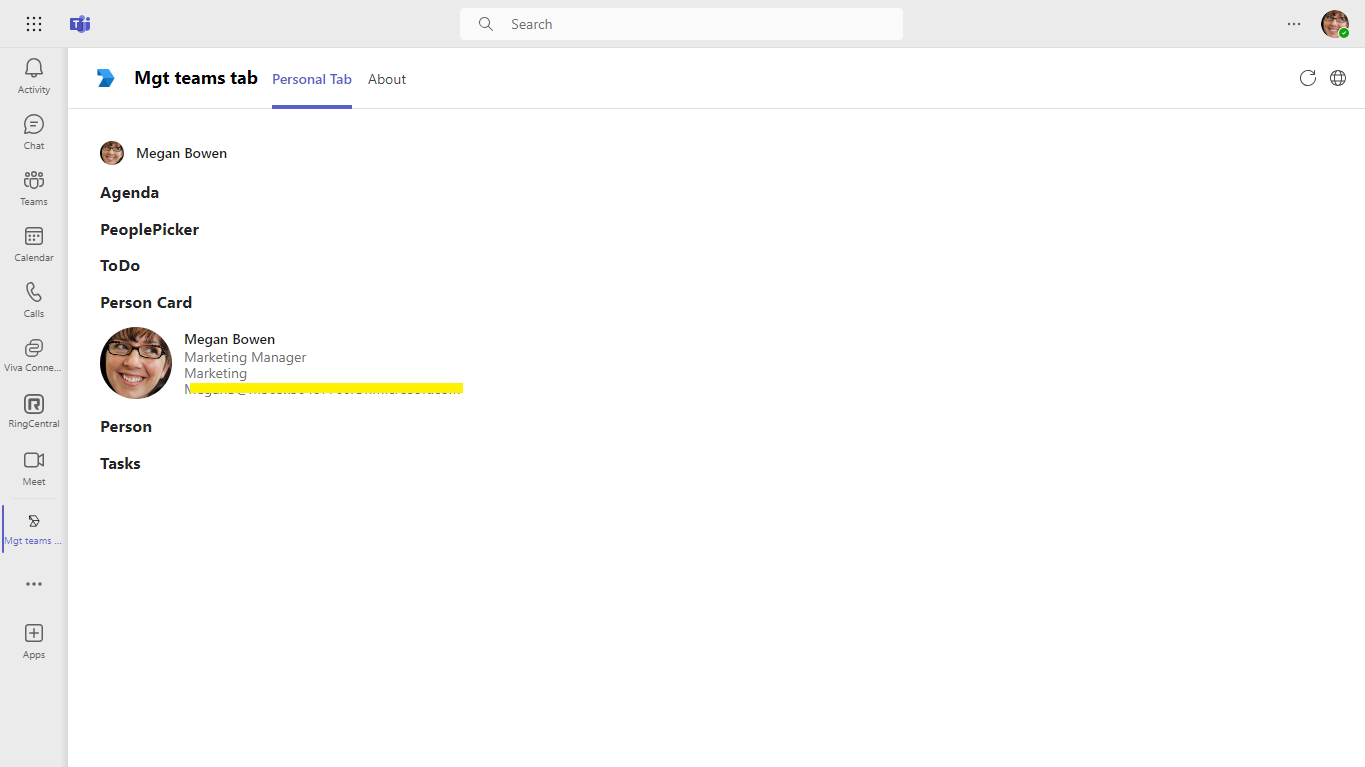 Search
Activity
Chat
Teams
Calendar
Calls
Viva Conne...
RingCentral
Meet
Mgt teams ...
Apps
Mgt teams tab Personal Tab About
Megan Bowen
Agenda
PeoplePicker
ToDo
Person Card
Megan Bowen
Marketing Manager
Marketing
Person
Tasks